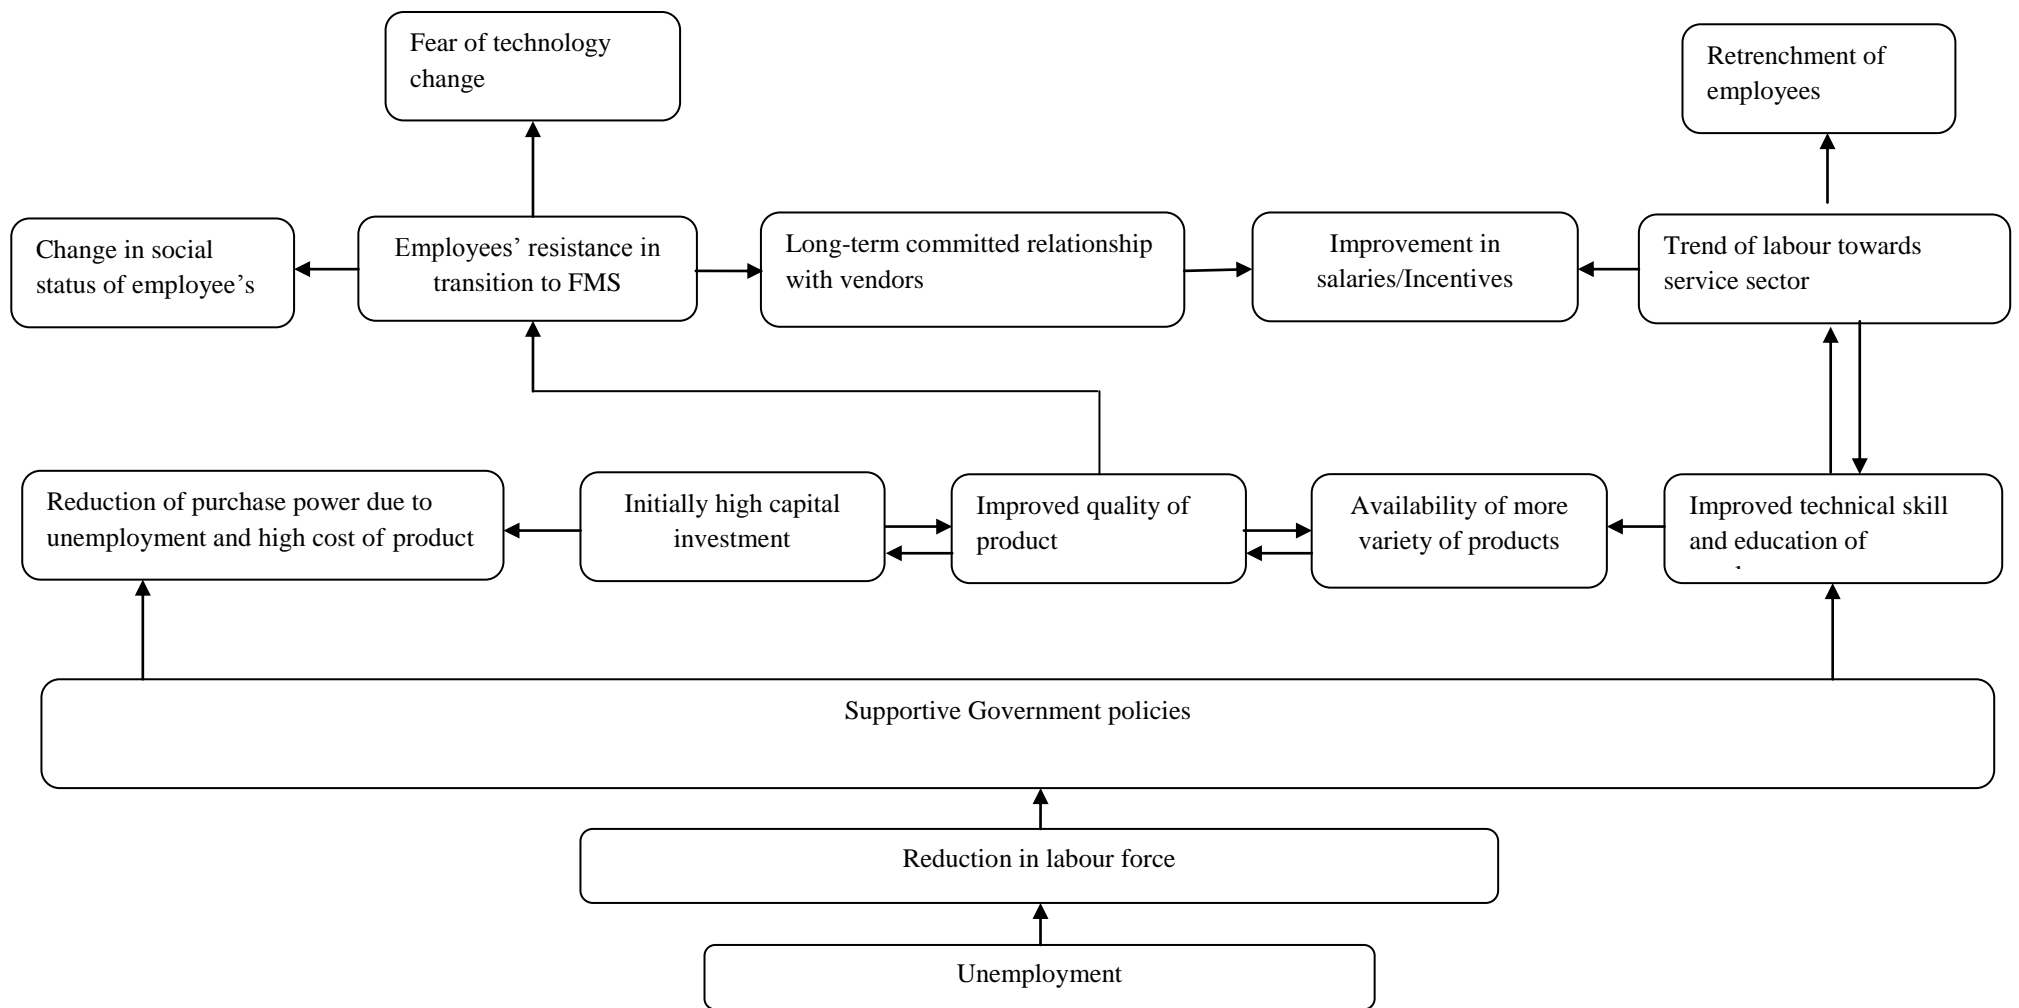 Fear of technology
change
Retrenchment of
employees
Change in social
status of employee’s
Employees’ resistance in
transition to FMS
Long-term committed relationship
with vendors
Improvement in
salaries/Incentives
Trend of labour towards
service sector
Reduction of purchase power due to
unemployment and high cost of product
Initially high capital
investment
Improved quality of
product
Availability of more
variety of products
Improved technical skill
and education of
Supportive Government policies
Reduction in labour force
Unemployment